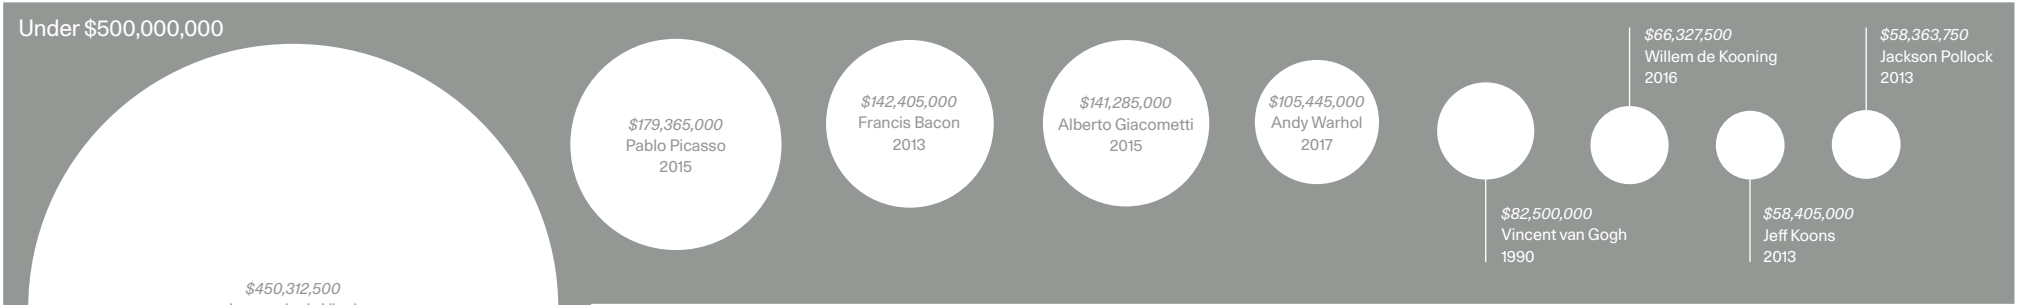 Under $500,000,000
$450,312,500
$179,365,000
Pablo Picasso
2015
$142,405,000
Francis Bacon
2013
$141,285,000
Alberto Giacometti
2015
$105,445,000
Andy Warhol
2017
$82,500,000
Vincent van Gogh
1990
$66,327,500
Willem de Kooning
2016
$58,405,000
Jeff Koons
2013
$58,363,750
Jackson Pollock
2013